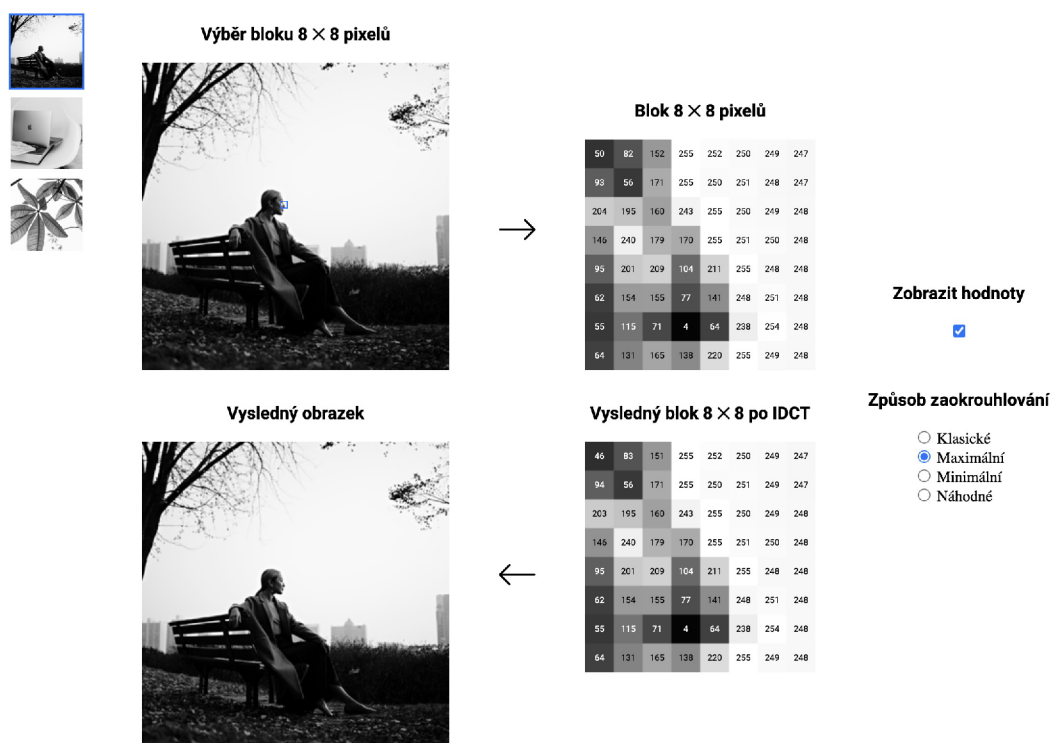 Výběr bloku 8 × 8 pixelů
Blok 8 × 8 pixelů
50 82 152 255 252 250 249 247
93 56 171 255 250 251 248 247
204 195 160 243 255 250 249 248
146 240 179 170 255 251 250 248
95 201 209 104 211 255 248 248
62 154 155 77 141 248 251 248
55 115 71 4 64 238 254 248
64 131 165 138 220 255 249 248
Zobrazit hodnoty
Vysledný obrazek
Vysledný blok 8 × 8 po IDCT
46 83 151 255 252 250 249 247
94 56 171 255 250 251 249 247
203 195 160 243 255 250 249 248
146 240 179 170 255 251 250 248
95 201 209 104 211 255 248 248
62 154 155 77 141 248 251 248
55 115 71 4 64 238 254 248
64 131 165 138 220 255 249 248
Způsob zaokrouhlování
Klasické
Maximální
Minimální
Náhodné